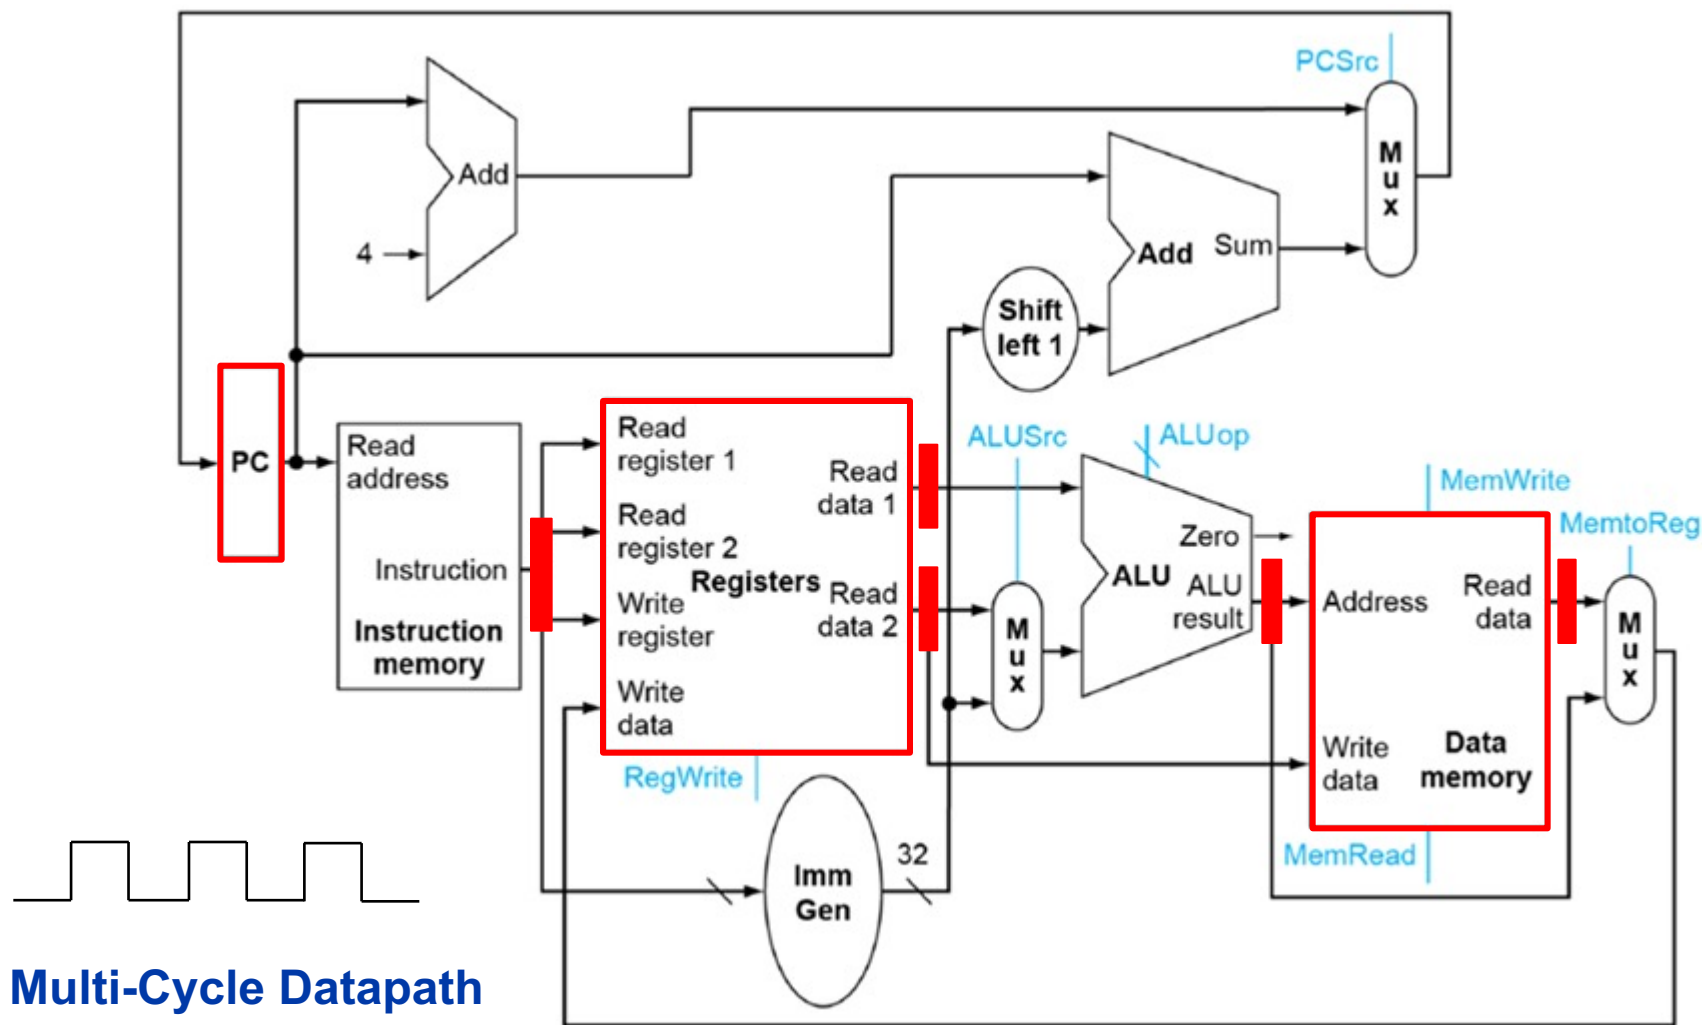 PCSrc
M
u
x
Add
4
Add
Sum
Shift
left 1
PC
Read
address
Instruction
Instruction
memory
Read
register 1
Read
register 2
Registers
Write
register
Write
data
Read
data 1
Read
data 2
RegWrite
ALUSrc
M
u
x
ALUop
Zero
ALU
ALU
result
MemWrite
MemtoReg
Address
Read
data
Write
data
Data
memory
MemRead
M
u
x
Imm
Gen
32
Multi-Cycle Datapath